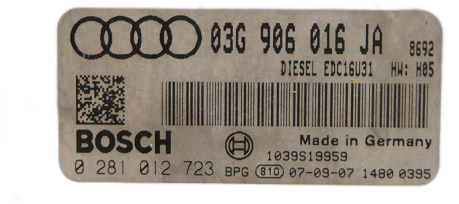 03G 906 016 JA 8692
DIESEL EDC16U31 HW: H05
BOSCH
Made in Germany
1039S19959
0 281 012 723 BPG 810 07-09-07 1480 0395